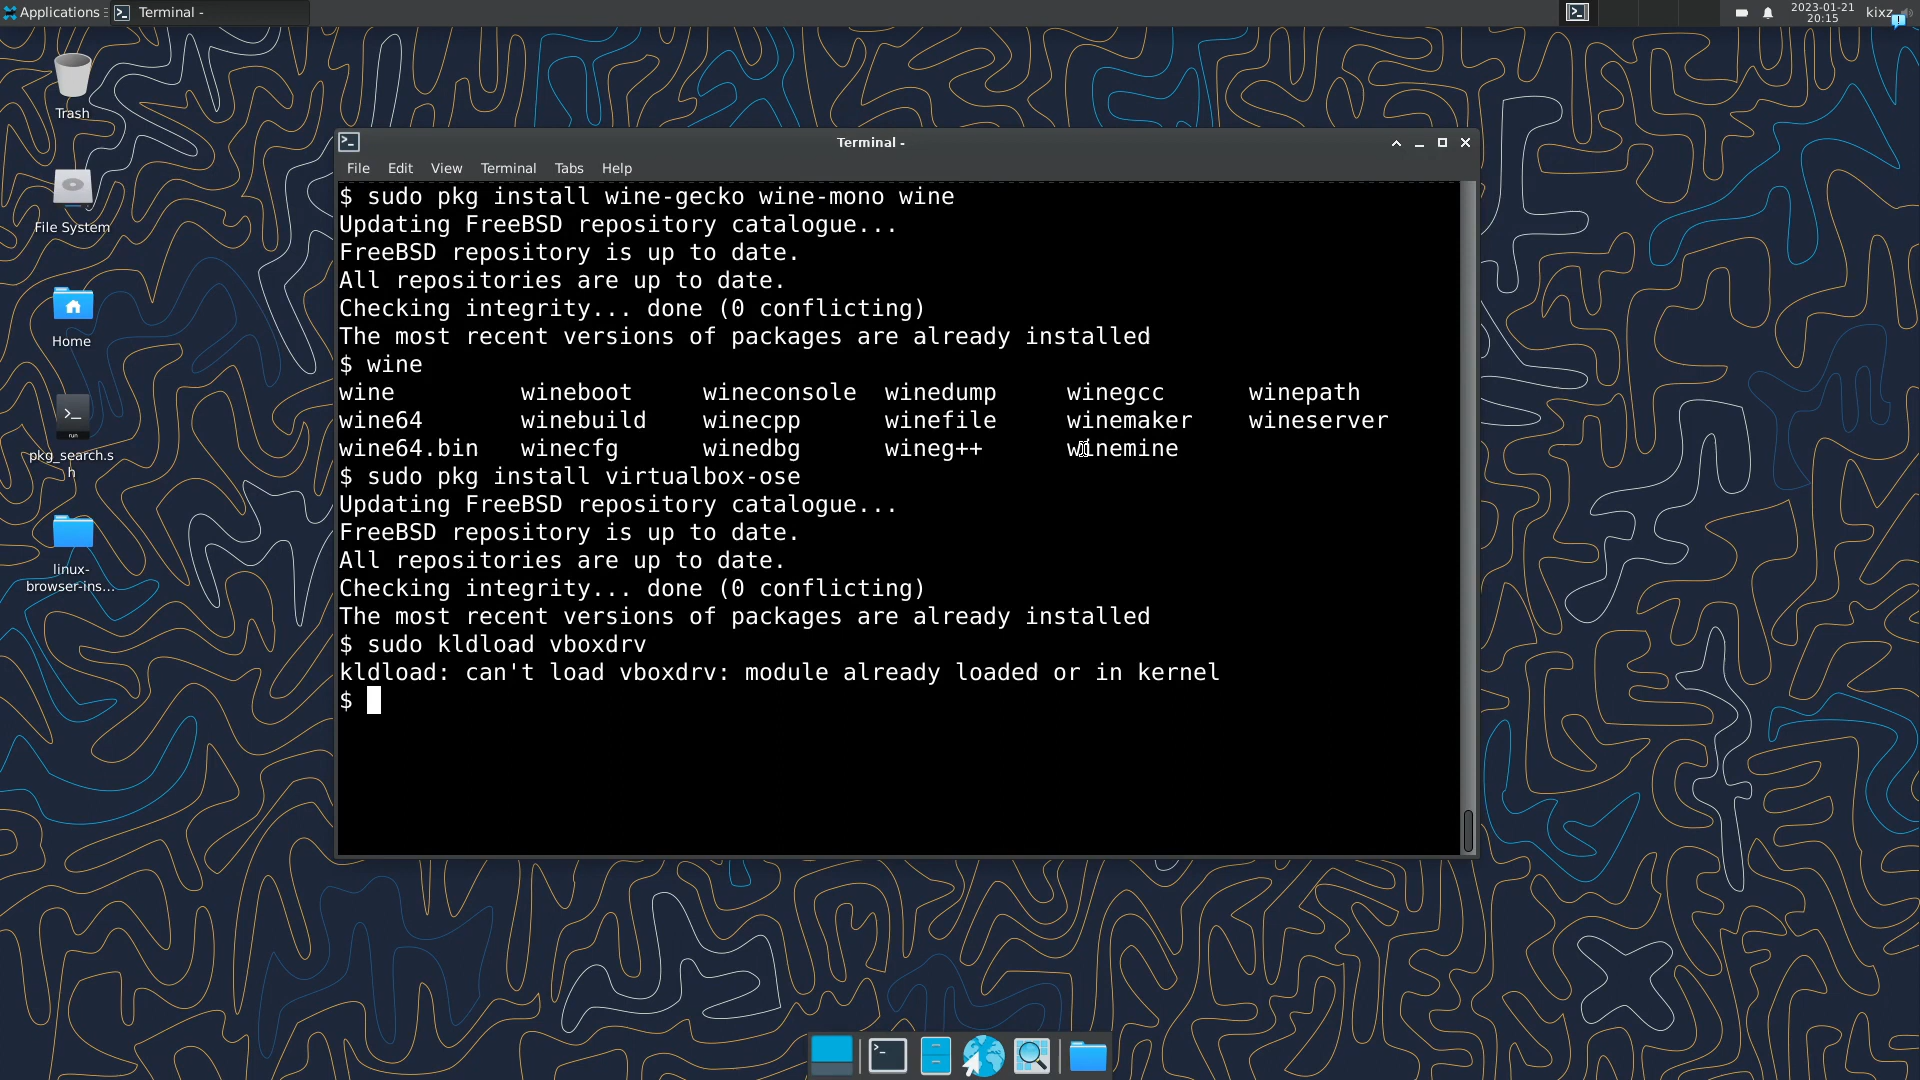 Applications
Terminal -
2023-01-21
20:15
kixz
Trash
File System
Home
run
pkg_search.s
h
linux-
browser-ins...
Terminal -
File Edit View Terminal Tabs Help
$ sudo pkg install wine-gecko wine-mono wine
Updating FreeBSD repository catalogue...
FreeBSD repository is up to date.
All repositories are up to date.
Checking integrity... done (0 conflicting)
The most recent versions of packages are already installed
$ wine
wine wineboot wineconsole winedump winegcc winepath
wine64 winebuild winecpp winefile winemaker wineserver
wine64.bin winecfg winedbg wineg++ winemine
$ sudo pkg install virtualbox-ose
Updating FreeBSD repository catalogue...
FreeBSD repository is up to date.
All repositories are up to date.
Checking integrity... done (0 conflicting)
The most recent versions of packages are already installed
$ sudo kldload vboxdrv
kldload: can't load vboxdrv: module already loaded or in kernel
$